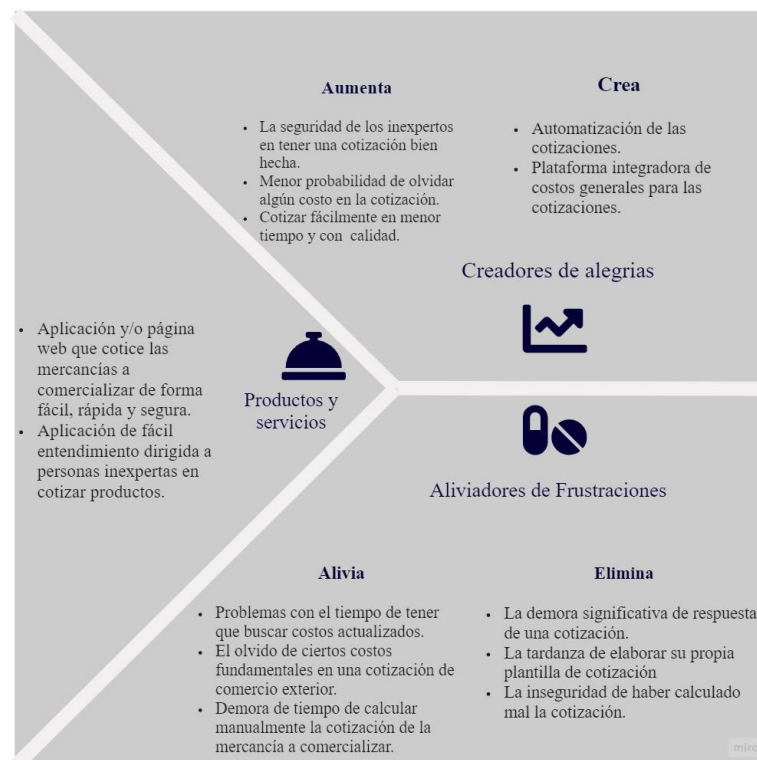 Aumenta
• La seguridad de los inexpertos
en tener una cotización bien
hecha.
• Menor probabilidad de olvidar
algún costo en la cotización.
• Cotizar fácilmente en menor
tiempo y con calidad.
Crea
• Automatización de las
cotizaciones.
• Plataforma integradora de
costos generales para las
cotizaciones.
Creadores de alegrias
• Aplicación y/o página
web que cotice las
mercancías a
comercializar de forma
fácil, rápida y segura.
• Aplicación de fácil
entendimiento dirigida a
personas inexpertas en
cotizar productos.
Productos y
servicios
Aliviadores de Frustraciones
Alivia
• Problemas con el tiempo de tener
que buscar costos actualizados.
• El olvido de ciertos costos
fundamentales en una cotización de
comercio exterior.
• Demora de tiempo de calcular
manualmente la cotización de la
mercancía a comercializar.
Elimina
• La demora significativa de respuesta
de una cotización.
• La tardanza de elaborar su propia
plantilla de cotización
• La inseguridad de haber calculado
mal la cotización.
miro